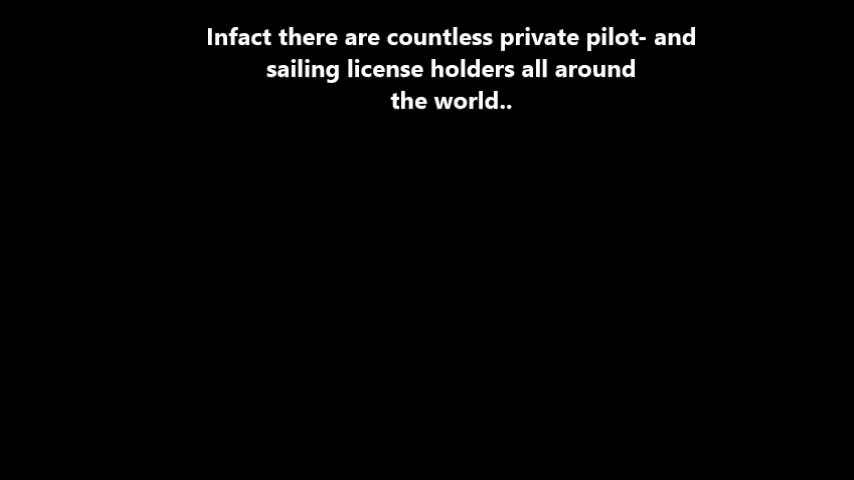 Infact there are countless private pilot- and
sailing license holders all around
the world..